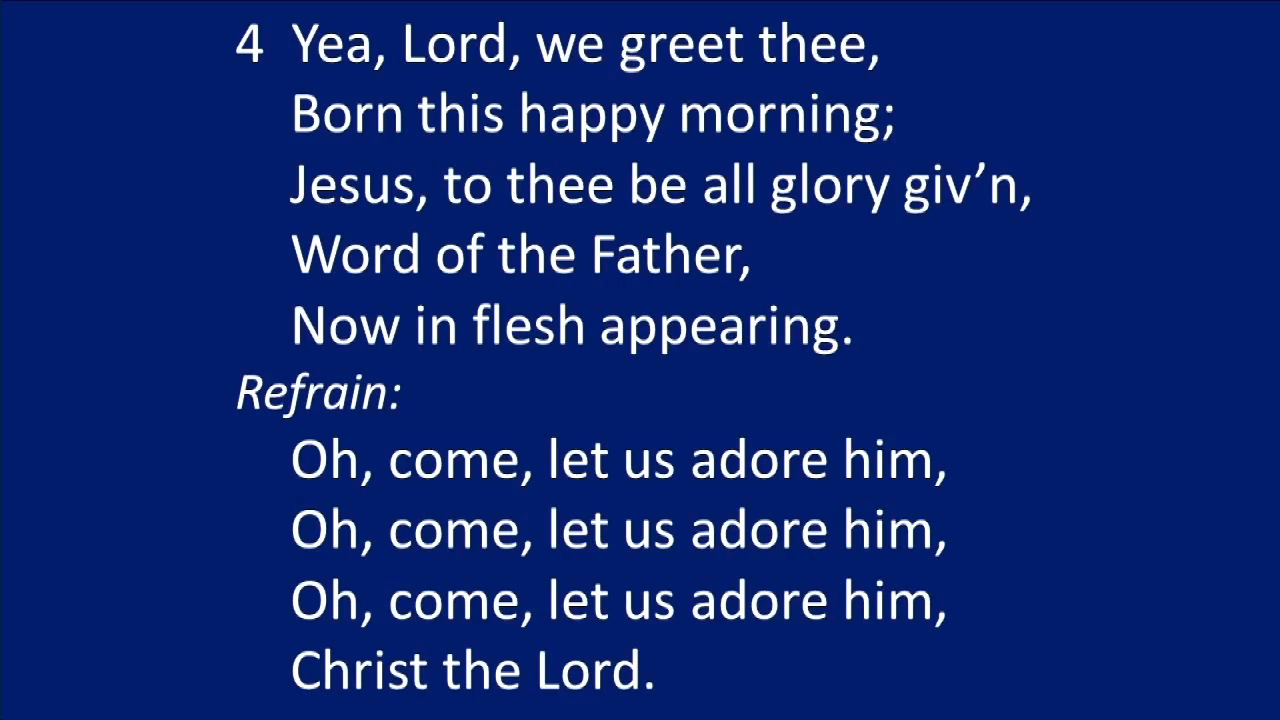 4 Yea, Lord, we greet thee,
Born this happy morning;
Jesus, to thee be all glory giv’n,
Word of the Father,
Now in flesh appearing.
Refrain:
Oh, come, let us adore him,
Oh, come, let us adore him,
Oh, come, let us adore him,
Christ the Lord.